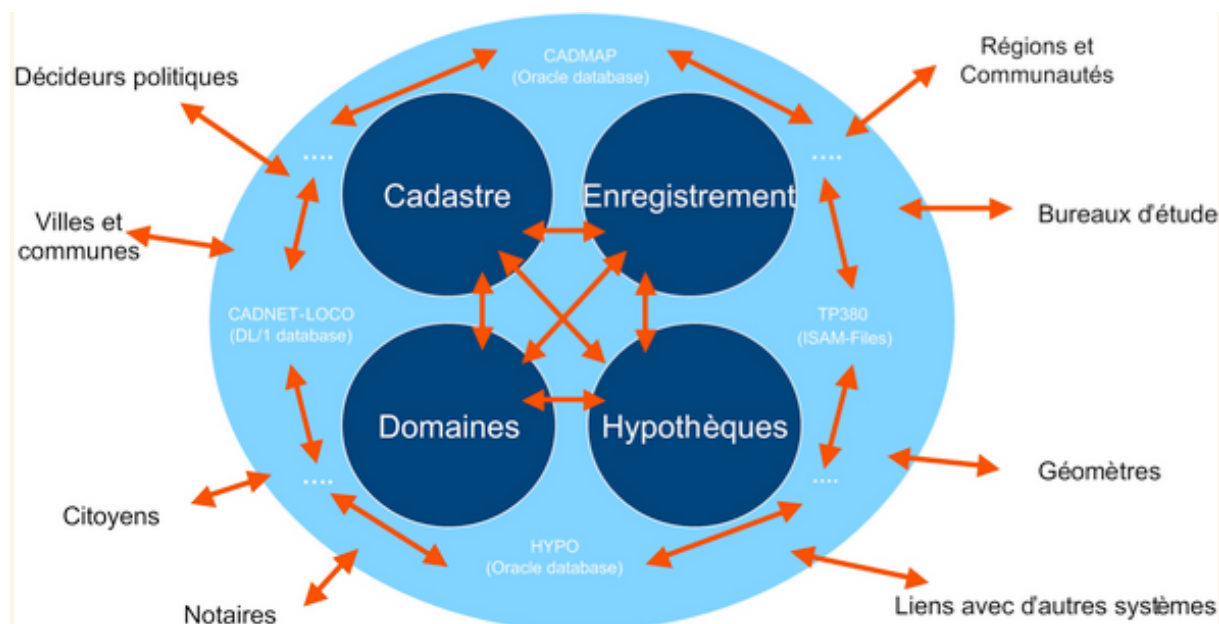 CADMAP
(Oracle database)
Régions et
Communautés
Décideurs politiques
....
....
Cadastre
Enregistrement
Villes et
communes
Bureaux d'étude
CADNET-LOCO
(DL/1 database)
TP380
(ISAM-Files)
Domaines
Hypothèques
Géomètres
....
....
Citoyens
HYPO
(Oracle database)
Notaires
Liens avec d'autres systèmes